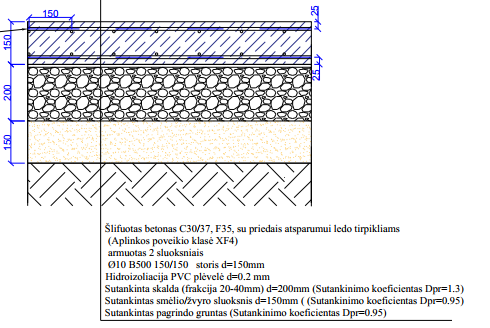 150
25
150
25
200
150
Šlifuotas betonas C30/37, F35, su priedais atsparumui ledo tirpikliams
(Aplinkos poveikio klasė XF4)
armuotas 2 sluoksniais
Ø10 B500 150/150 storis d=150mm
Hidroizoliacija PVC plėvelė d=0.2 mm
Sutankinta skalda (frakcija 20-40mm) d=200mm (Sutankinimo koeficientas Dpr=1.3)
Sutankintas smėlio/žvyro sluoksnis d=150mm ( (Sutankinimo koeficientas Dpr=0.95)
Sutankintas pagrindo gruntas (Sutankinimo koeficientas Dpr=0.95)